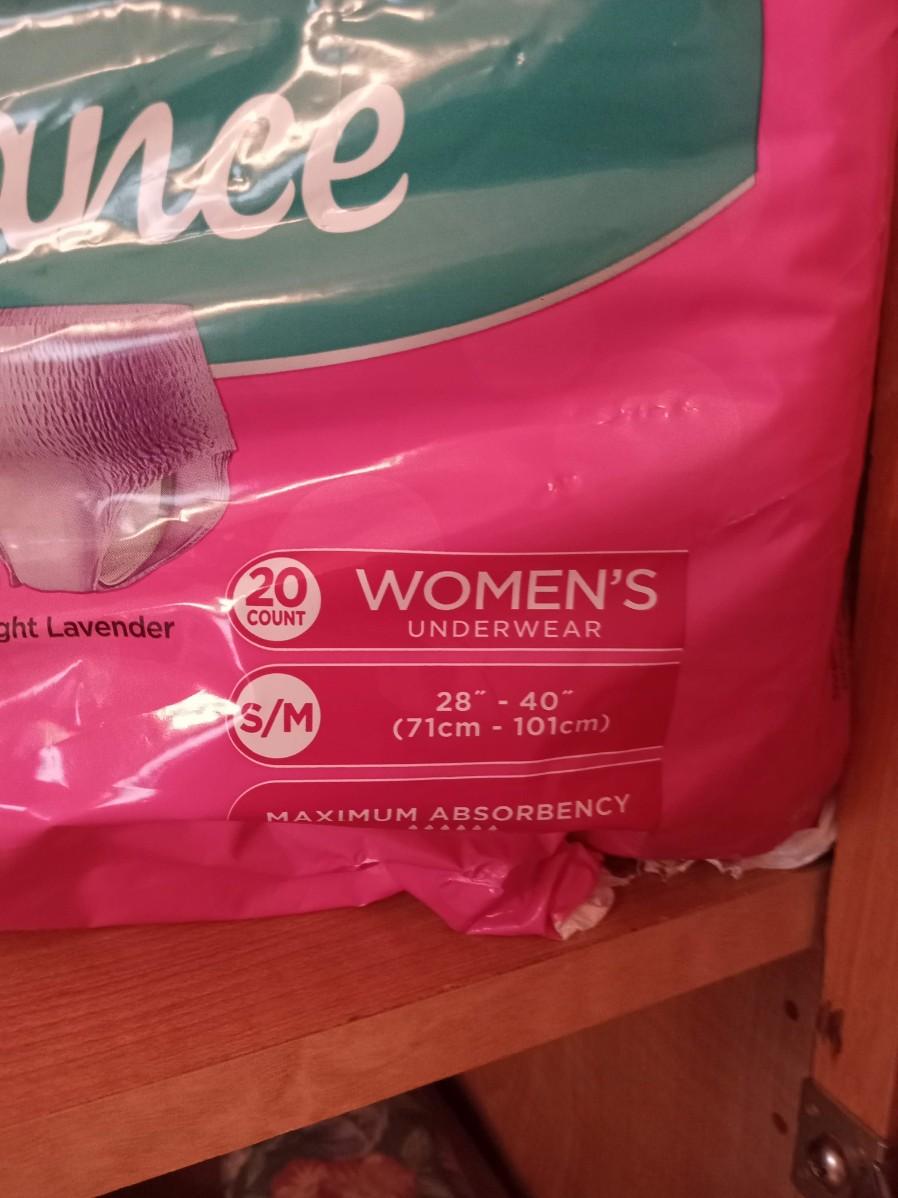 ance
20
COUNT
WOMEN'S
UNDERWEAR
ght Lavender
S/M
28" - 40"
(71cm - 101cm)
MAXIMUM ABSORBENCY